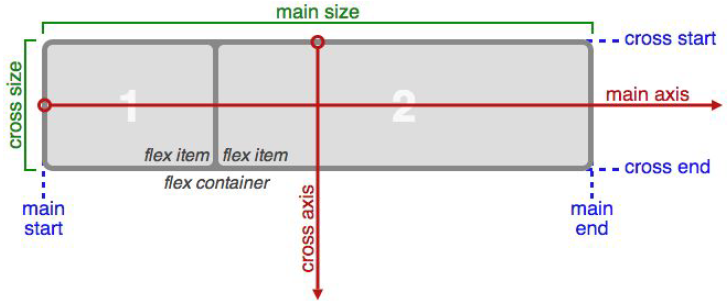 main size
cross start
cross size
1
2
main axis
flex item
flex item
cross end
flex container
cross axis
main
start
main
end